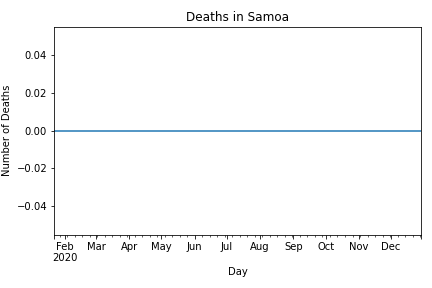 Deaths in Samoa
Number of Deaths
0.04
0.02
0.00
−0.02
−0.04
Feb Mar Apr May Jun Jul Aug Sep Oct Nov Dec
2020
Day